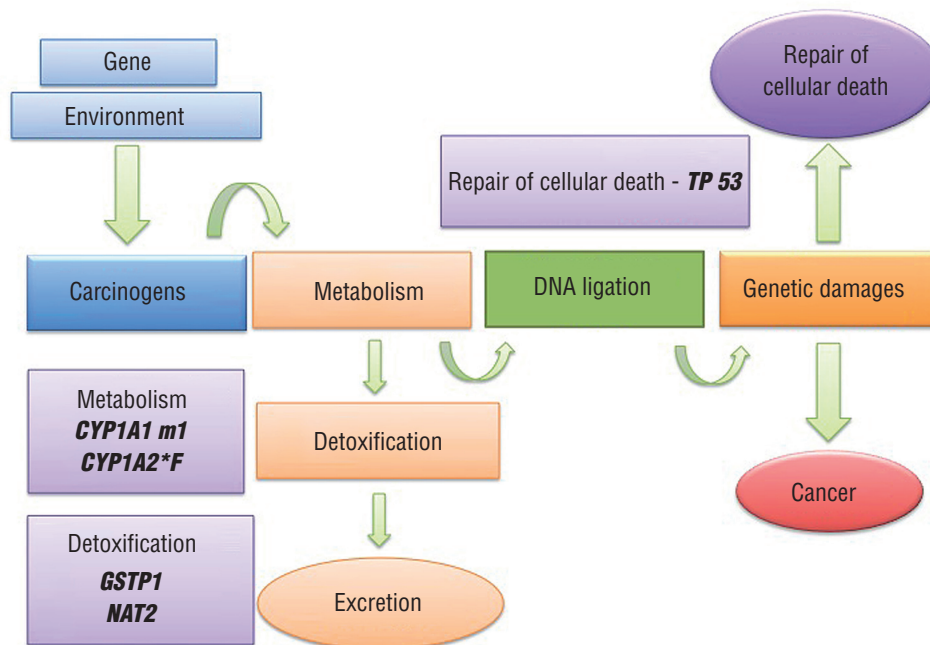 Gene
Environment
Repair of
cellular death
Repair of cellular death - TP 53
Carcinogens
Metabolism
DNA ligation
Genetic damages
Metabolism
CYP1A1 m1
CYP1A2*F
Detoxification
Cancer
Detoxification
GSTP1
NAT2
Excretion